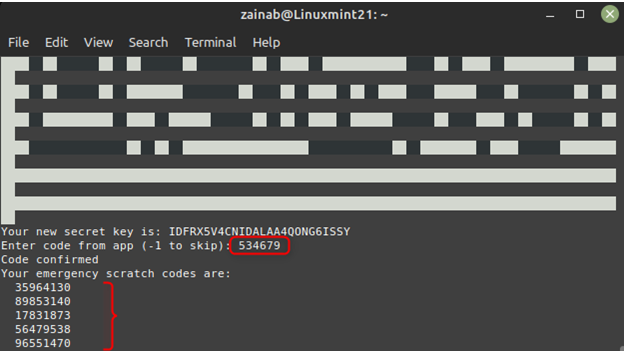 zainab@Linuxmint21: ~
File Edit View Search Terminal Help
Your new secret key is: IDFRX5V4CNIDALAA4QONG6ISSY
Enter code from app (-1 to skip): 534679
Code confirmed
Your emergency scratch codes are:
35964130
89853140
17831873
56479538
96551470